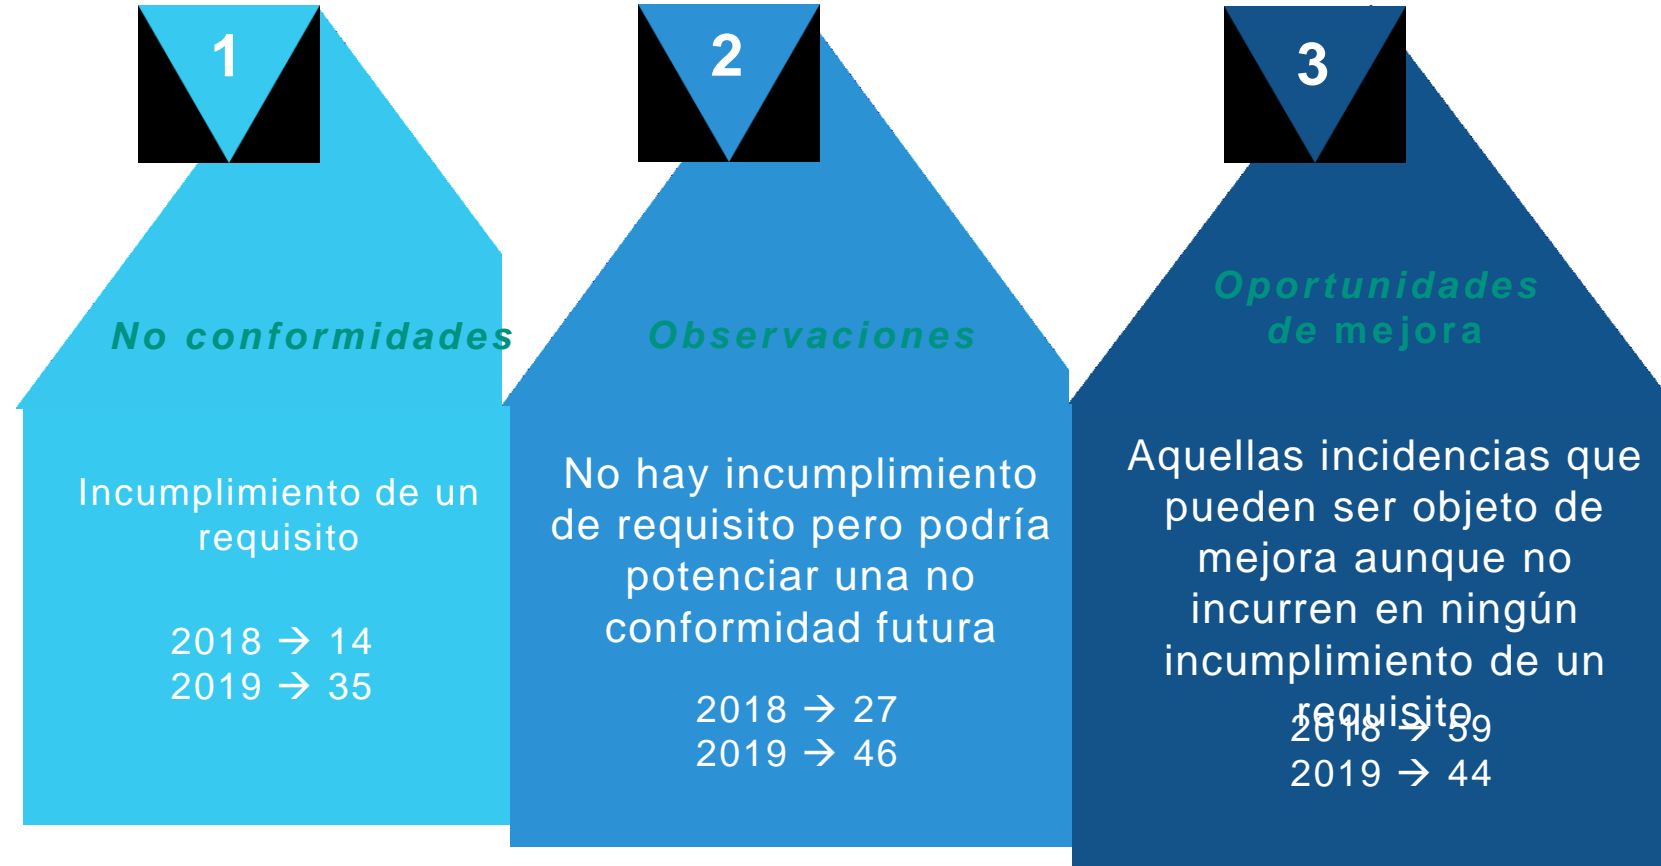 1
No conformidades
Incumplimiento de un
requisito
2018 → 14
2019 → 35
2
Observaciones
No hay incumplimiento
de requisito pero podría
potenciar una no
conformidad futura
2018 → 27
2019 → 46
3
Oportunidades
de mejora
Aquellas incidencias que
pueden ser objeto de
mejora aunque no
incurren en ningún
incumplimiento de un
requisito
2018 → 59
2019 → 44